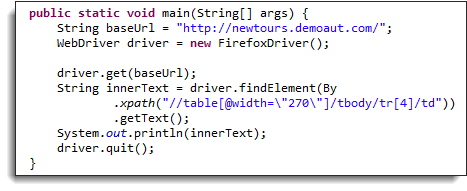 public static void main(String[] args) {
String baseUrl = "http://newtours.demoaut.com/";
WebDriver driver = new FirefoxDriver();
driver.get(baseUrl);
String innerText = driver.findElement(By
.xpath("//table[@width=\"270\"]/tbody/tr[4]/td"))
.getText();
System.out.println(innerText);
driver.quit();
}